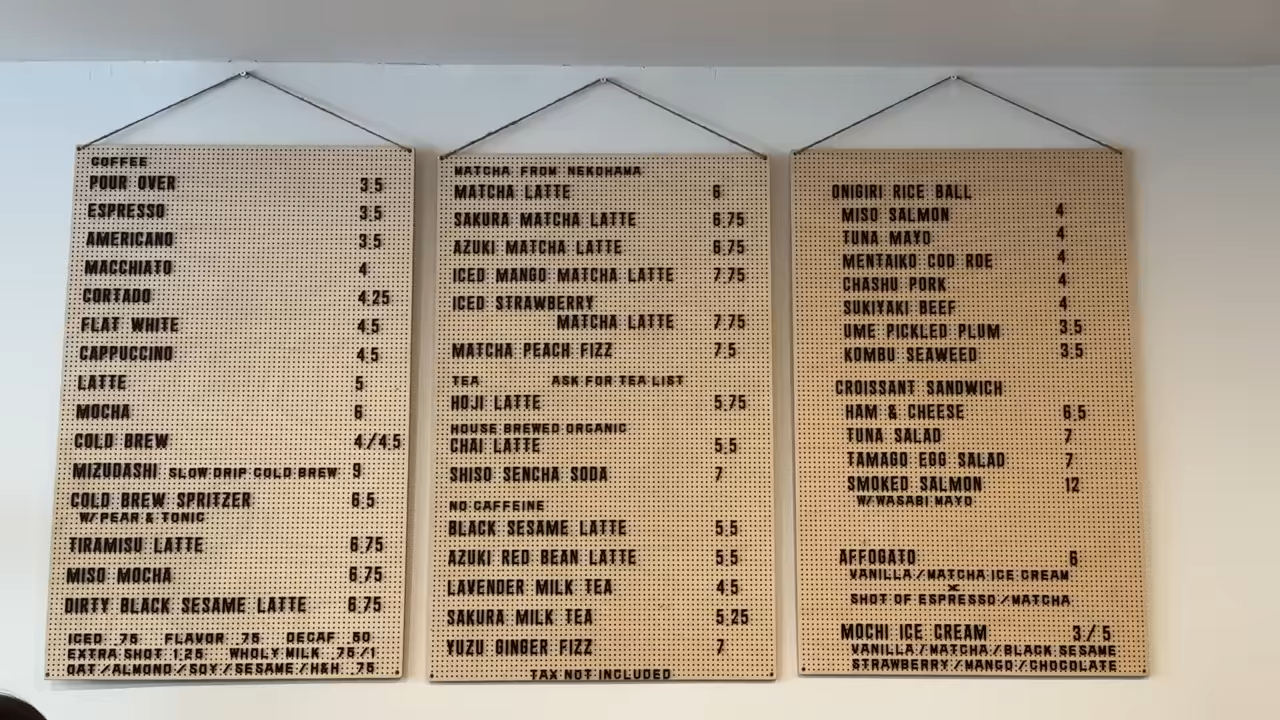 COFFEE
POUR OVER 3.5
ESPRESSO 3.5
AMERICANO 3.5
MACCHIATO 4
CORTADO 4.25
FLAT WHITE 4.5
CAPPUCCINO 4.5
LATTE 5
MOCHA 6
COLD BREW 4/4.5
MIZUDASHI SLOW DRIP COLD BREW 9
COLD BREW SPRITZER 6.5
W/ PEAR & TONIC
TIRAMISU LATTE 6.75
MISO MOCHA 6.75
DIRTY BLACK SESAME LATTE 6.75
ICED .75 FLAVOR .75 DECAF .50
EXTRA SHOT 1.25 WHOLY MILK .75/1
OAT/ALMOND/SOY/SESAME/H&H .75
MATCHA FROM NEKOHAMA
MATCHA LATTE 6
SAKURA MATCHA LATTE 6.75
AZUKI MATCHA LATTE 6.75
ICED MANGO MATCHA LATTE 7.75
ICED STRAWBERRY
MATCHA LATTE 7.75
MATCHA PEACH FIZZ 7.5
TEA ASK FOR TEA LIST
HOJI LATTE 5.75
HOUSE BREWED ORGANIC
CHAI LATTE 5.5
SHISO SENCHA SODA 7
NO CAFFEINE
BLACK SESAME LATTE 5.5
AZUKI RED BEAN LATTE 5.5
LAVENDER MILK TEA 4.5
SAKURA MILK TEA 5.25
YUZU GINGER FIZZ 7
TAX NOT INCLUDED
ONIGIRI RICE BALL
MISO SALMON 4
TUNA MAYO 4
MENTAIKO COD ROE 4
CHASHU PORK 4
SUKIYAKI BEEF 4
UME PICKLED PLUM 3.5
KOMBU SEAWEED 3.5
CROISSANT SANDWICH
HAM & CHEESE 6.5
TUNA SALAD 7
TAMAGO EGG SALAD 7
SMOKED SALMON 12
W/WASABI MAYO
AFFOGATO 6
VANILLA/MATCHA ICE CREAM
SHOT OF ESPRESSO/MATCHA
MOCHI ICE CREAM 3/5
VANILLA/MATCHA/BLACK SESAME
STRAWBERRY/MANGO/CHOCOLATE